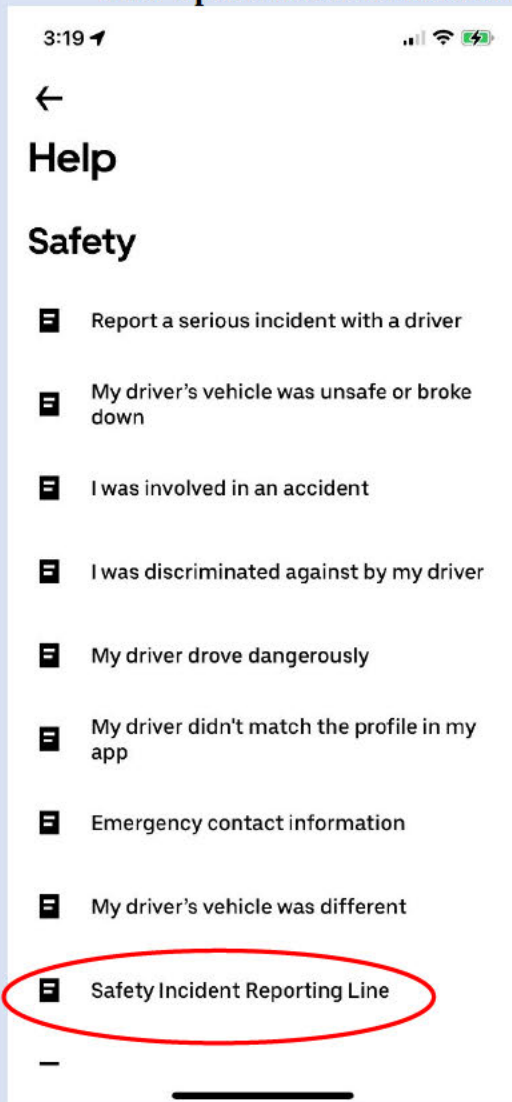 3:19
Help
Safety
Report a serious incident with a driver
My driver's vehicle was unsafe or broke
down
I was involved in an accident
I was discriminated against by my driver
My driver drove dangerously
My driver didn't match the profile in my
app
Emergency contact information
My driver's vehicle was different
Safety Incident Reporting Line